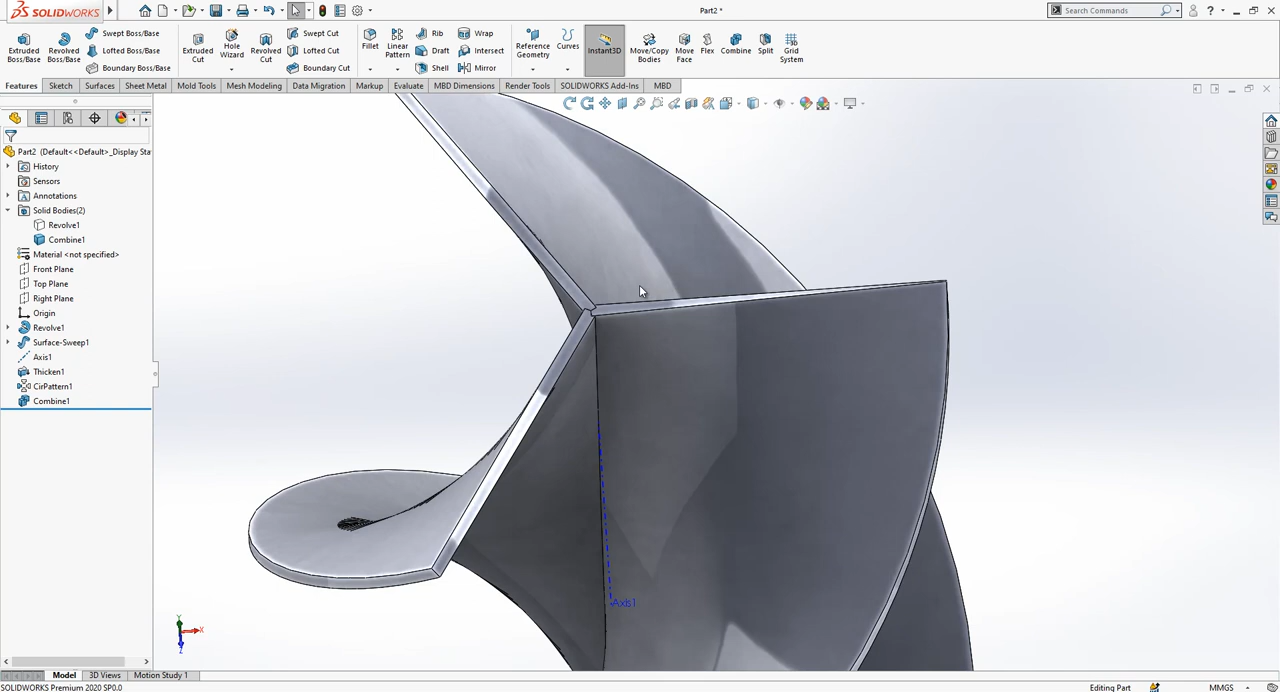 SOLIDWORKS
Part2 *
Search Commands
Extruded Boss/Base
Revolved Boss/Base
Swept Boss/Base
Lofted Boss/Base
Boundary Boss/Base
Extruded Cut
Hole Wizard
Revolved Cut
Swept Cut
Lofted Cut
Boundary Cut
Fillet
Linear Pattern
Rib
Draft
Shell
Wrap
Intersect
Mirror
Reference Geometry
Curves
Instant3D
Move/Copy Bodies
Move Face
Flex
Combine
Split
Grid System
Features
Sketch
Surfaces
Sheet Metal
Mold Tools
Mesh Modeling
Data Migration
Markup
Evaluate
MBD Dimensions
Render Tools
SOLIDWORKS Add-Ins
MBD
Part2 (Default<<Default>_Display Sta
History
Sensors
Annotations
Solid Bodies(2)
Revolve1
Combine1
Material <not specified>
Front Plane
Top Plane
Right Plane
Origin
Revolve1
Surface-Sweep1
Axis1
Thicken1
CirPattern1
Combine1
Axis1
Y
X
Z
Model
3D Views
Motion Study 1
SOLIDWORKS Premium 2020 SP0.0
Editing Part
MMGS